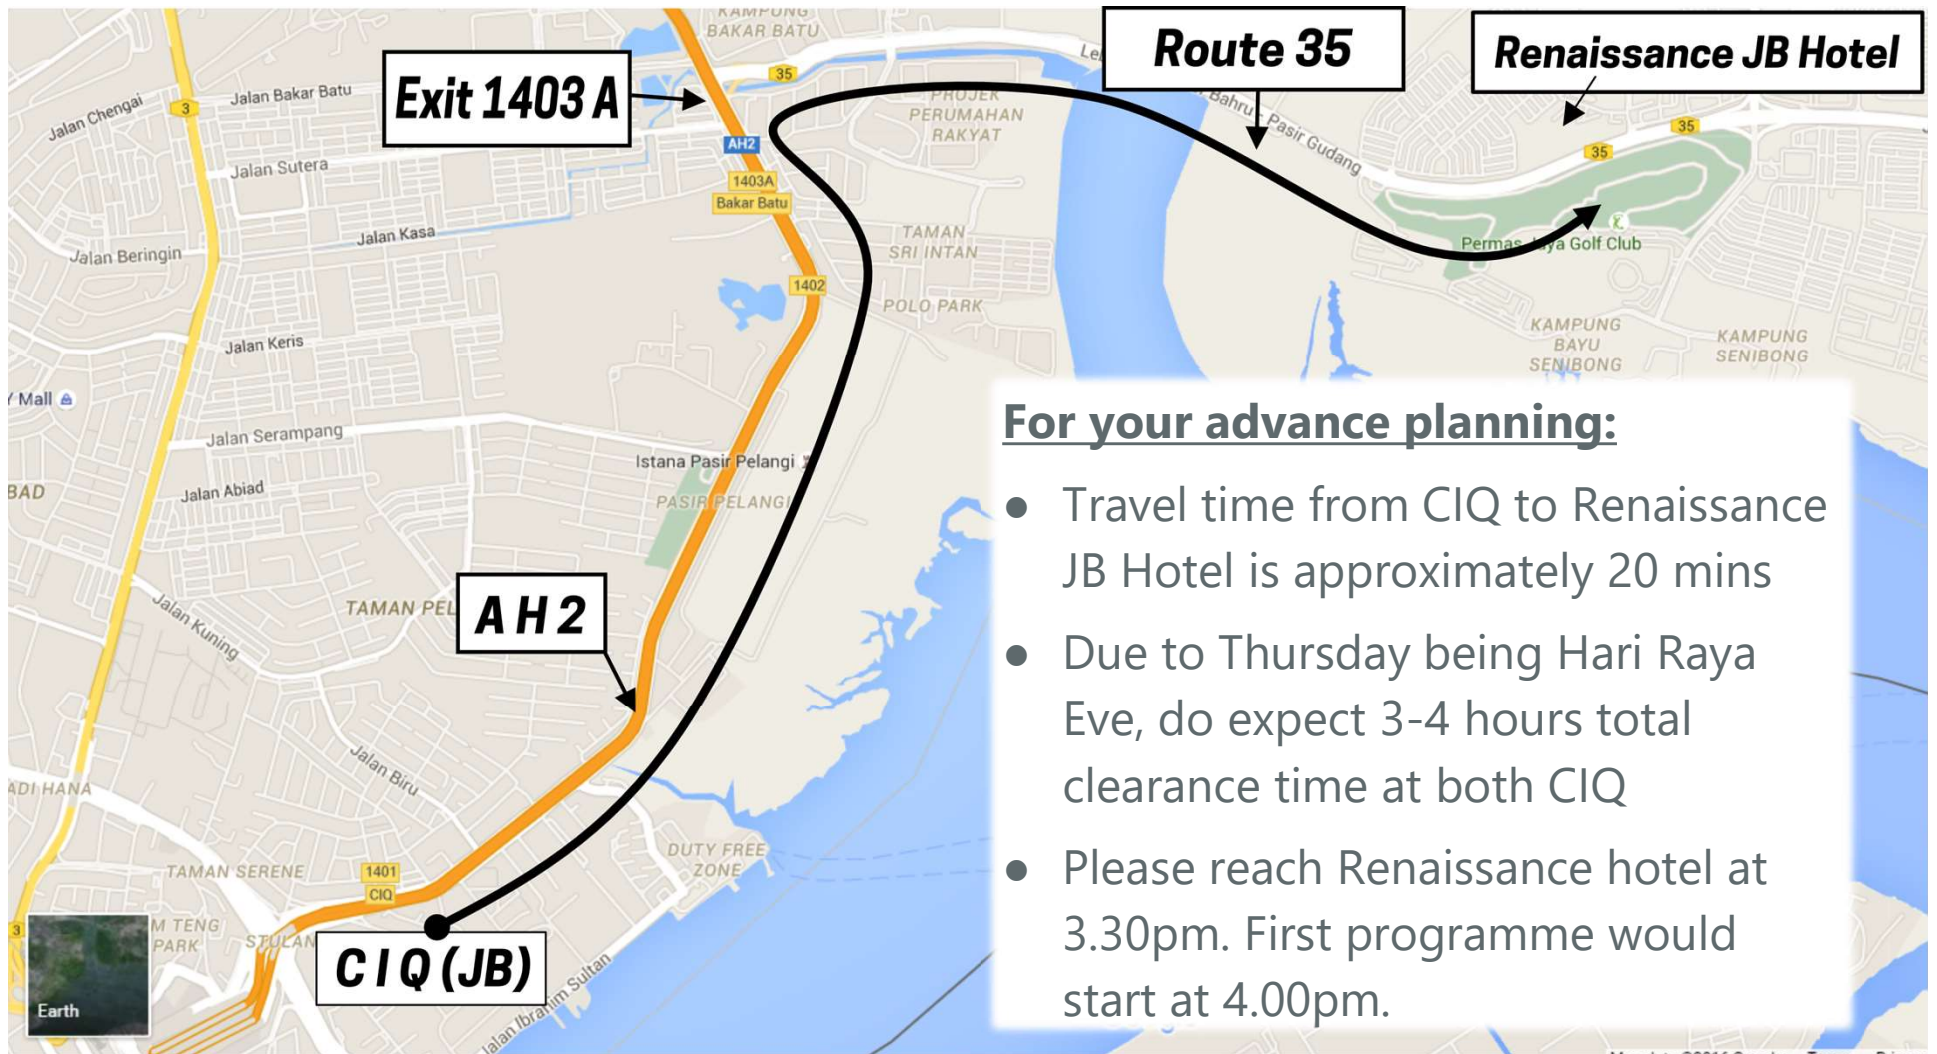 KAMPUNG
BAKAR BATU
Route 35
Renaissance JB Hotel
Exit 1403 A
35
3
Jalan Chengai
Jalan Bakar Batu
PROJEK
PERUMAHAN
RAKYAT
Bahru - Pasir Gudang
35
35
AH2
Jalan Sutera
1403A
Bakar Batu
Jalan Kasa
Jalan Beringin
TAMAN
SRI INTAN
Permas Jaya Golf Club
1402
POLO PARK
KAMPUNG
BAYU
SENIBONG
KAMPUNG
SENIBONG
Jalan Keris
Mall
Jalan Serampang
Istana Pasir Pelangi
Jalan Abiad
BAD
PASIR PELANGI
For your advance planning:
● Travel time from CIQ to Renaissance
JB Hotel is approximately 20 mins
● Due to Thursday being Hari Raya
Eve, do expect 3-4 hours total
clearance time at both CIQ
● Please reach Renaissance hotel at
3.30pm. First programme would
start at 4.00pm.
TAMAN PEL
A H 2
Jalan Kuning
Jalan Biru
ADI HANA
TAMAN SERENE
1401
CIQ
DUTY FREE
ZONE
3
M TENG
PARK
STULAN
C I Q (JB)
Jalan Ibrahim Sultan
Earth